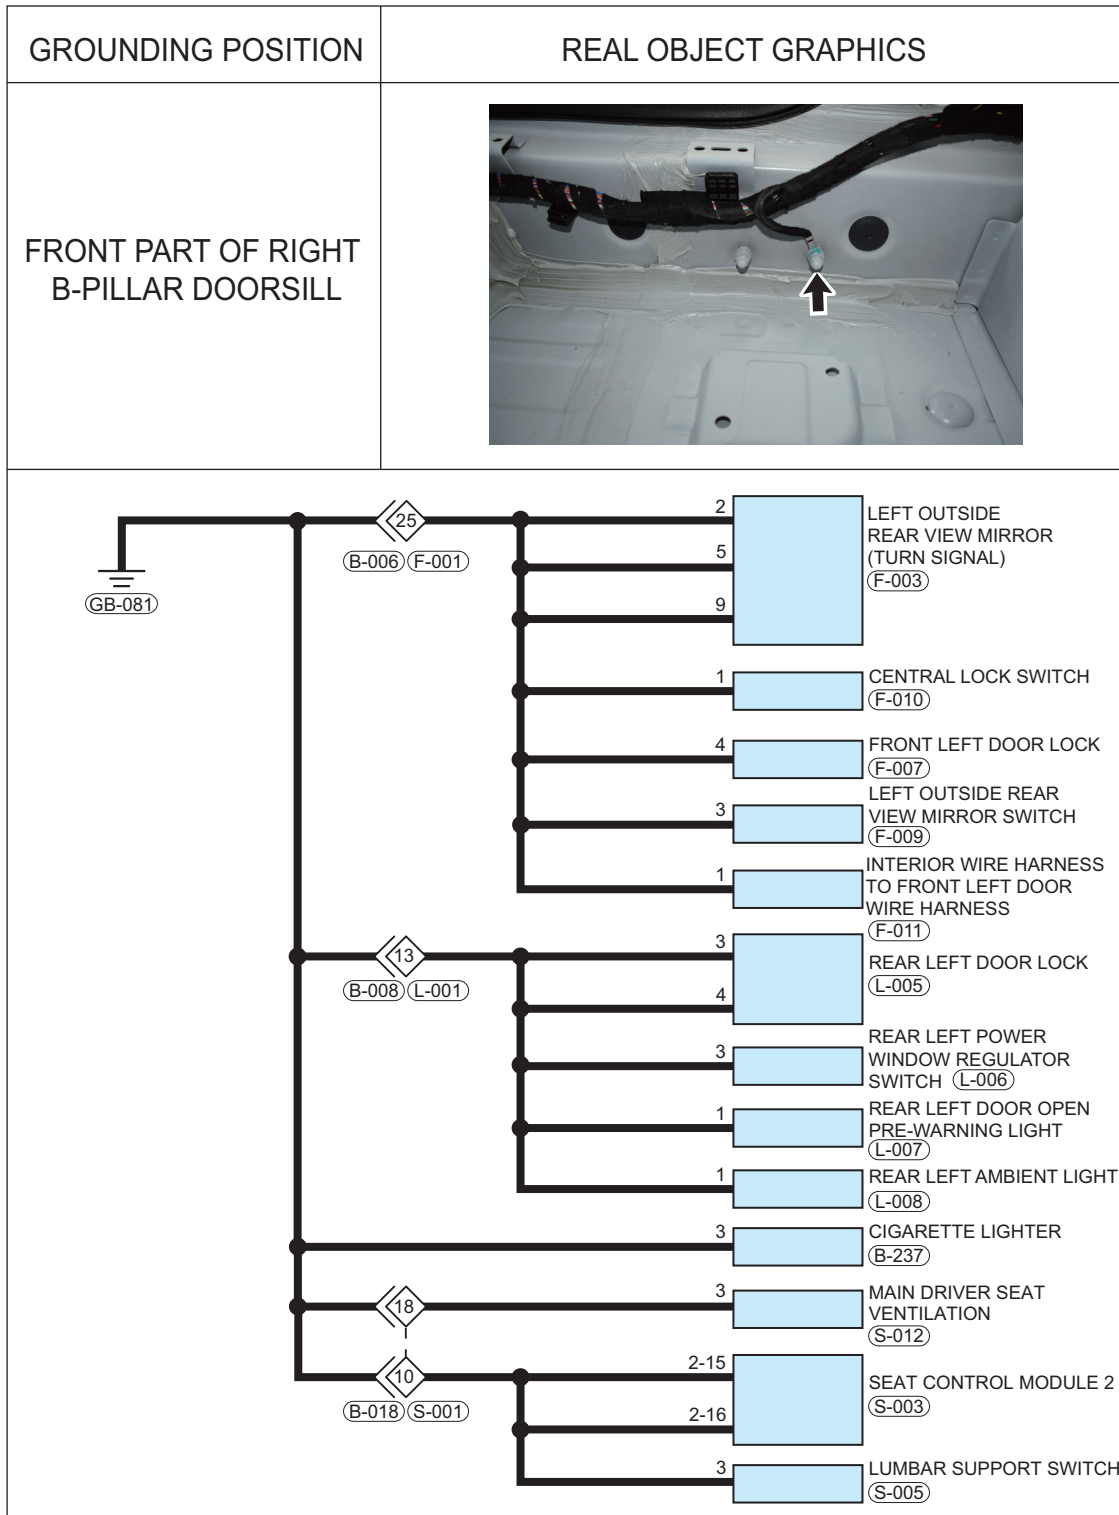 GROUNDING POSITION
REAL OBJECT GRAPHICS
FRONT PART OF RIGHT
B-PILLAR DOORSILL
GB-081
25
B-006 F-001
2
5
9
LEFT OUTSIDE
REAR VIEW MIRROR
(TURN SIGNAL)
F-003
1
CENTRAL LOCK SWITCH
F-010
4
FRONT LEFT DOOR LOCK
F-007
3
LEFT OUTSIDE REAR
VIEW MIRROR SWITCH
F-009
1
INTERIOR WIRE HARNESS
TO FRONT LEFT DOOR
WIRE HARNESS
F-011
13
B-008 L-001
3
4
REAR LEFT DOOR LOCK
L-005
3
REAR LEFT POWER
WINDOW REGULATOR
SWITCH L-006
1
REAR LEFT DOOR OPEN
PRE-WARNING LIGHT
L-007
1
REAR LEFT AMBIENT LIGHT
L-008
3
CIGARETTE LIGHTER
B-237
18
3
MAIN DRIVER SEAT
VENTILATION
S-012
10
B-018 S-001
2-15
2-16
SEAT CONTROL MODULE 2
S-003
3
LUMBAR SUPPORT SWITCH
S-005